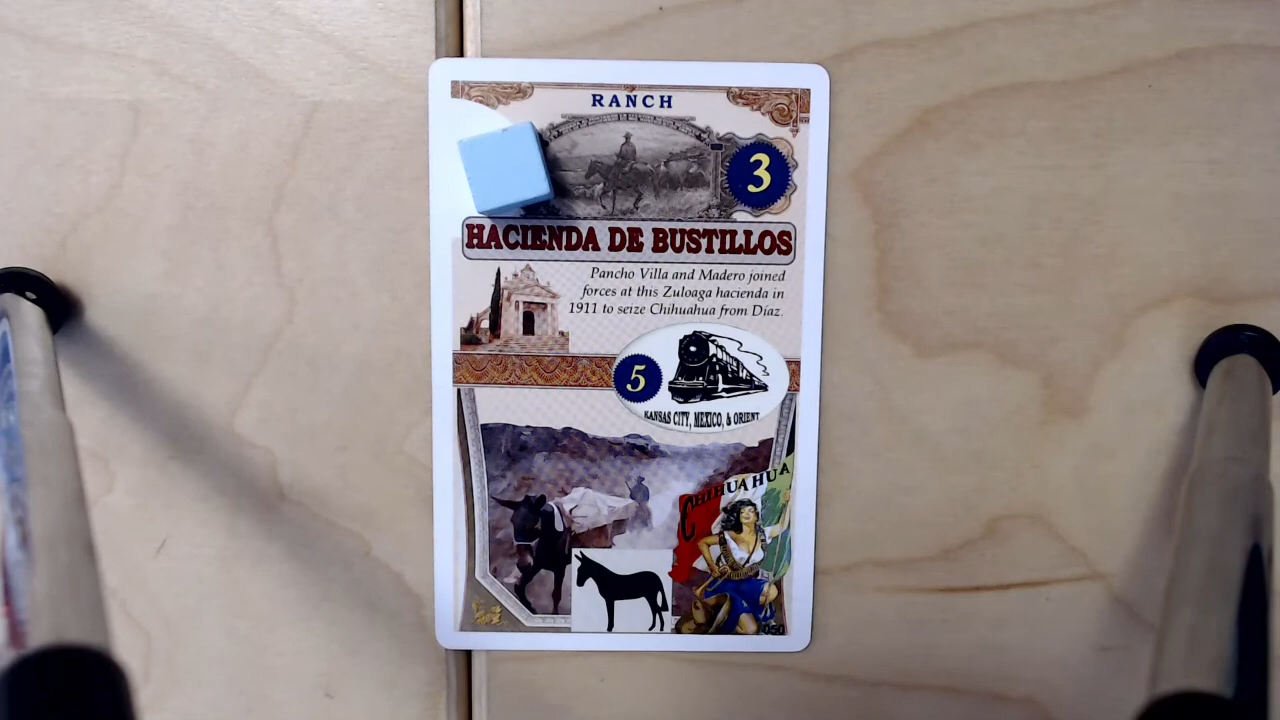 RANCH
3
HACIENDA DE BUSTILLOS
Pancho Villa and Madero joined
forces at this Zuloaga hacienda in
1911 to seize Chihuahua from Díaz.
5
KANSAS CITY, MEXICO, & ORIENT
CHIHUAHUA
050